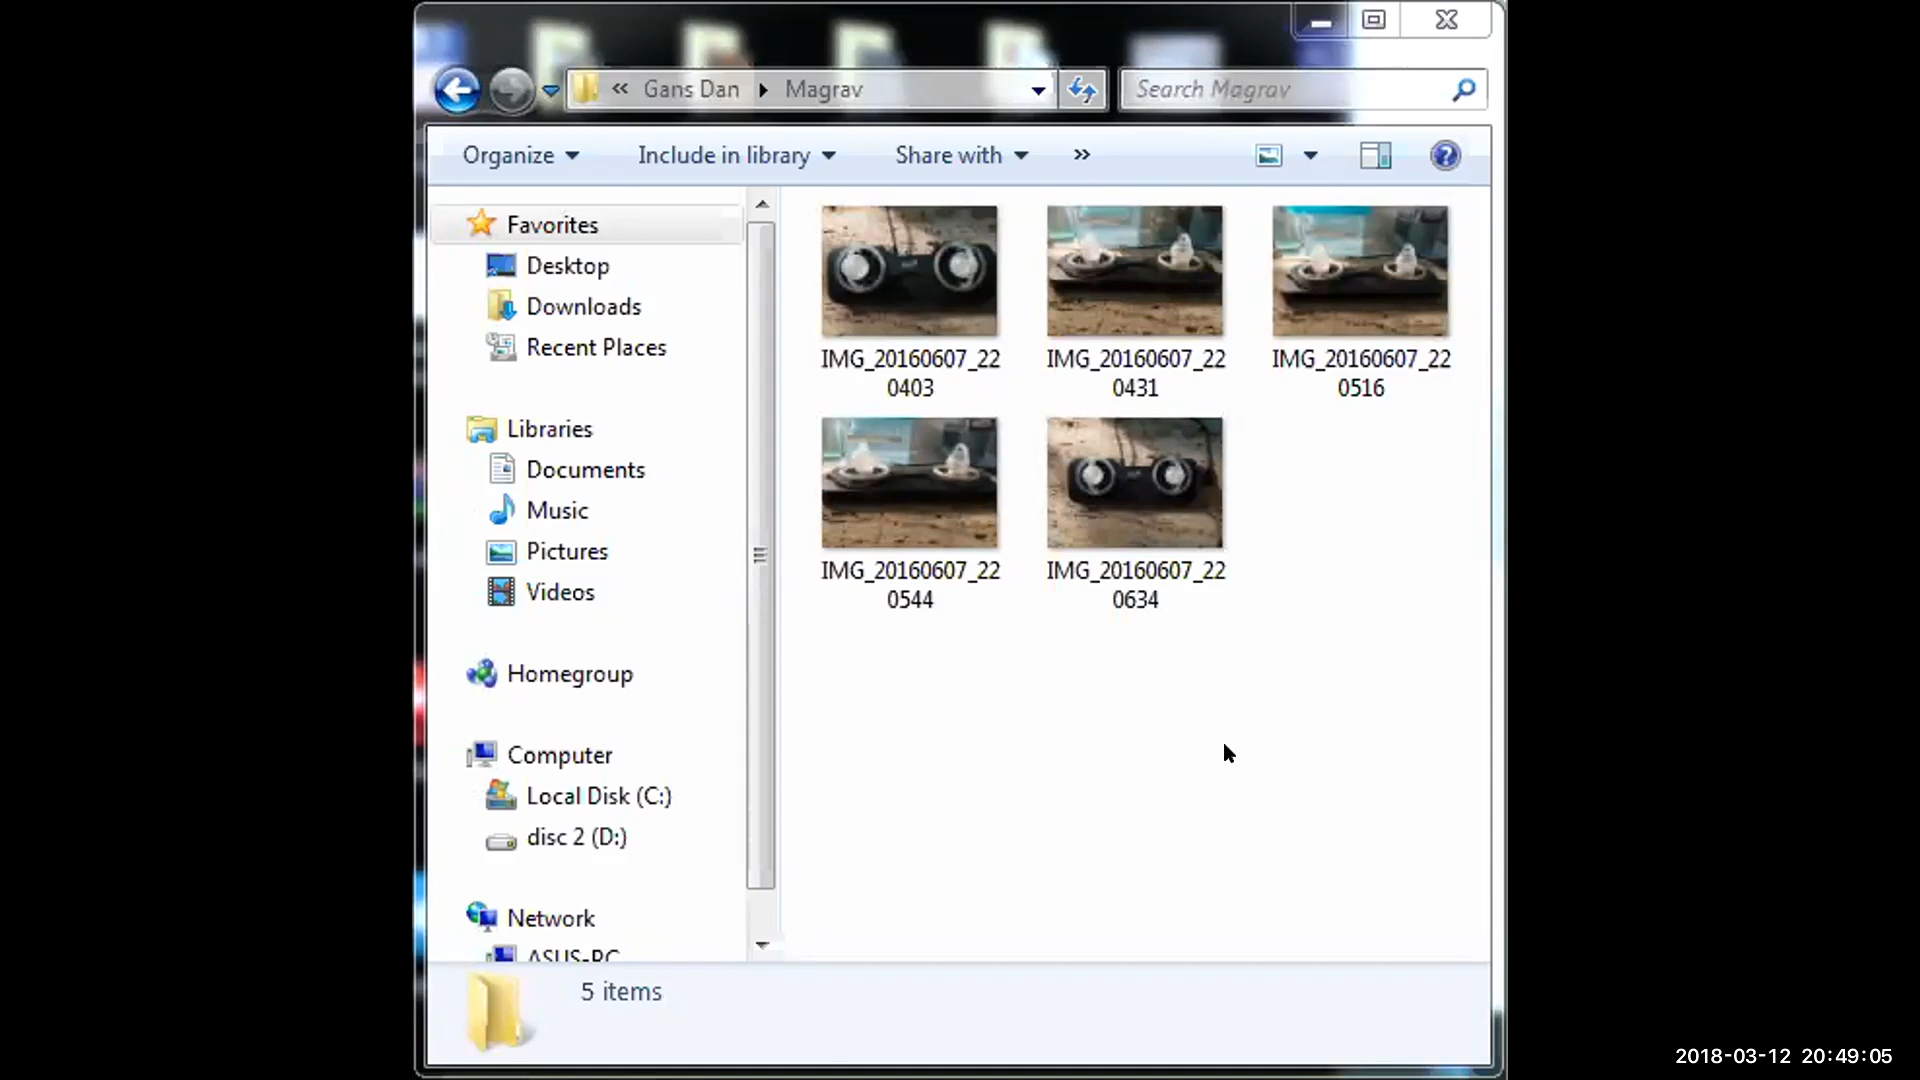 Gans Dan Magrav
Search Magrav
Organize Include in library Share with
Favorites
Desktop
Downloads
Recent Places
Libraries
Documents
Music
Pictures
Videos
Homegroup
Computer
Local Disk (C:)
disc 2 (D:)
Network
ASUS-PC
IMG_20160607_22
0403
IMG_20160607_22
0431
IMG_20160607_22
0516
IMG_20160607_22
0544
IMG_20160607_22
0634
5 items
2018-03-12 20:49:05